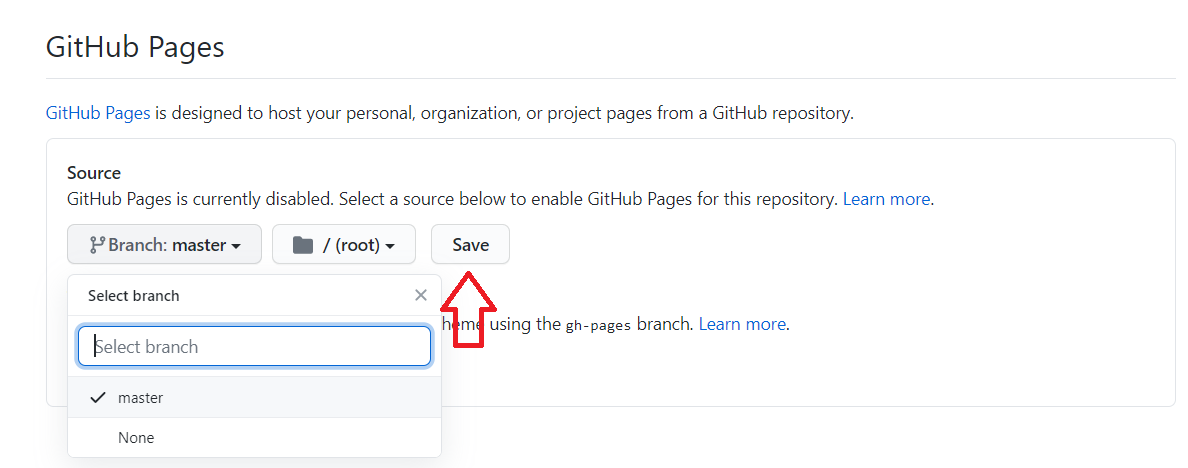 GitHub Pages
GitHub Pages is designed to host your personal, organization, or project pages from a GitHub repository.
Source
GitHub Pages is currently disabled. Select a source below to enable GitHub Pages for this repository. Learn more.
Branch: master
/ (root)
Save
Select branch
using the gh-pages branch. Learn more.
Select branch
master
None